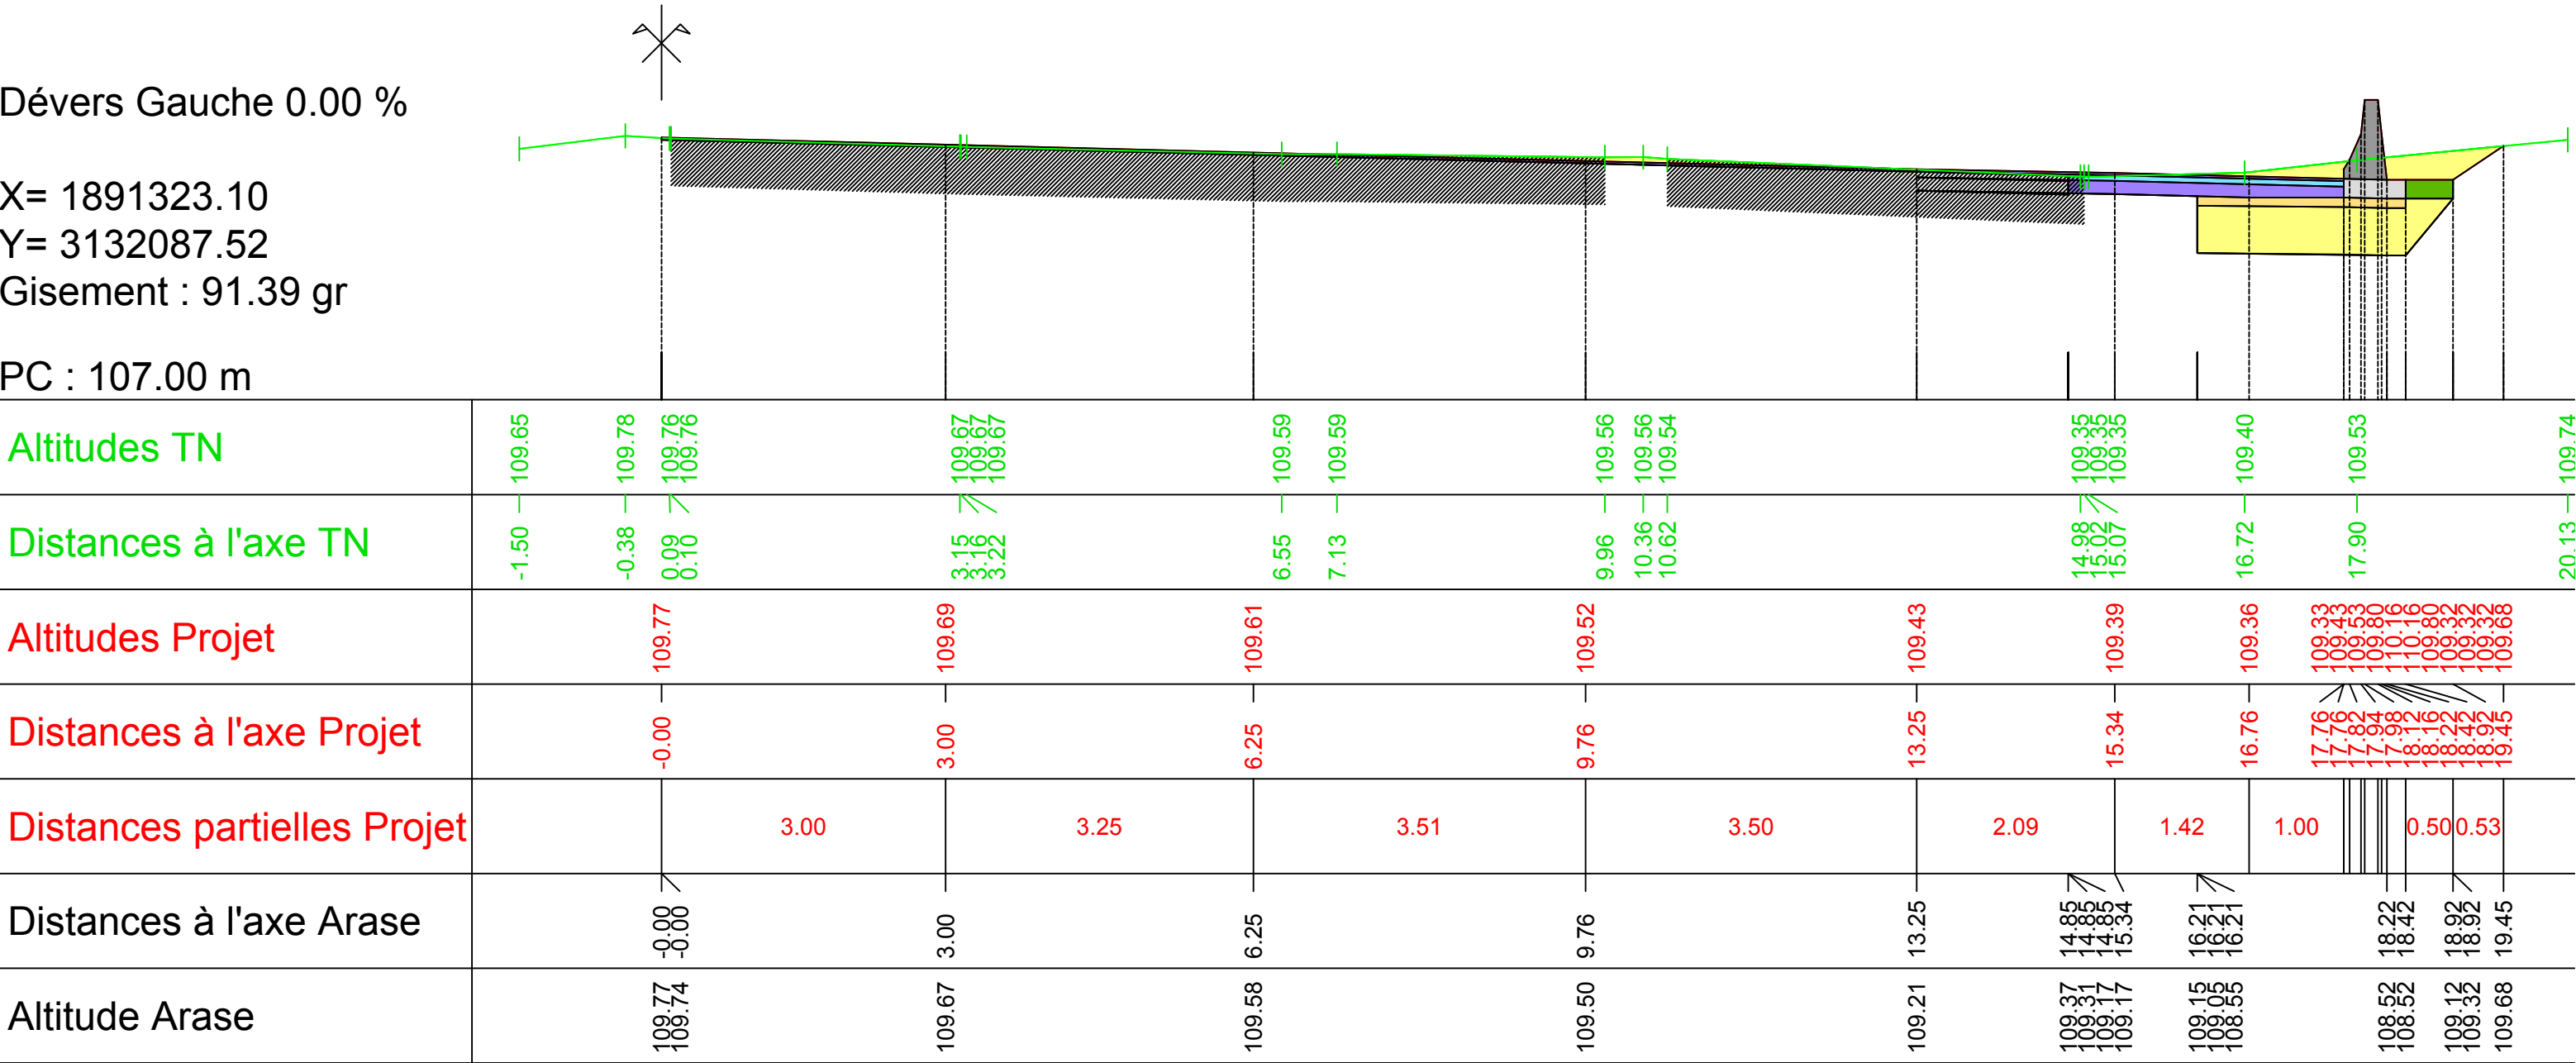 Dévers Gauche 0.00 %
X= 1891323.10
Y= 3132087.52
Gisement : 91.39 gr
PC : 107.00 m
Altitudes TN 109.65 109.78 109.76 109.76 109.67 109.67 109.67 109.59 109.59 109.56 109.56 109.54 109.35 109.35 109.35 109.40 109.53 109.74
Distances à l'axe TN -1.50 -0.38 0.09 0.10 3.15 3.16 3.22 6.55 7.13 9.96 10.36 10.62 14.98 15.02 15.07 16.72 17.90 20.13
Altitudes Projet 109.77 109.69 109.61 109.52 109.43 109.39 109.36 109.33 109.43 109.53 109.80 110.16 110.16 109.80 109.32 109.32 109.32 109.68
Distances à l'axe Projet -0.00 3.00 6.25 9.76 13.25 15.34 16.76 17.76 17.76 17.82 17.94 17.98 18.12 18.16 18.22 18.42 18.92 19.45
Distances partielles Projet 3.00 3.25 3.51 3.50 2.09 1.42 1.00 0.50 0.53
Distances à l'axe Arase -0.00 -0.00 3.00 6.25 9.76 13.25 14.85 14.85 14.85 15.34 16.21 16.21 16.21 18.22 18.42 18.92 18.92 19.45
Altitude Arase 109.77 109.74 109.67 109.58 109.50 109.21 109.37 109.31 109.17 109.17 109.15 109.05 108.55 108.52 108.52 109.12 109.32 109.68